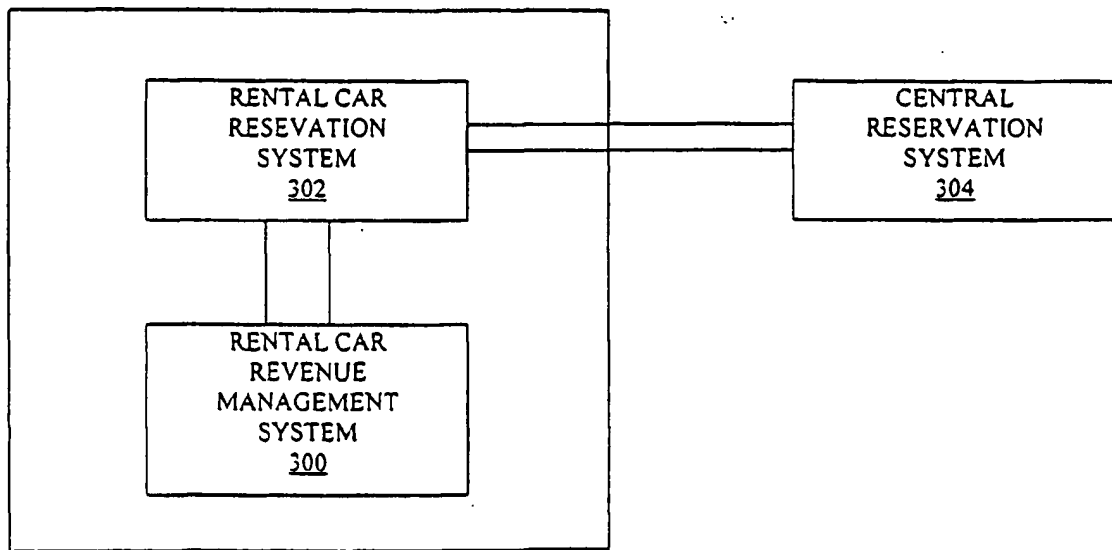 RENTAL CAR
RESEVATION
SYSTEM
302
CENTRAL
RESERVATION
SYSTEM
304
RENTAL CAR
REVENUE
MANAGEMENT
SYSTEM
300